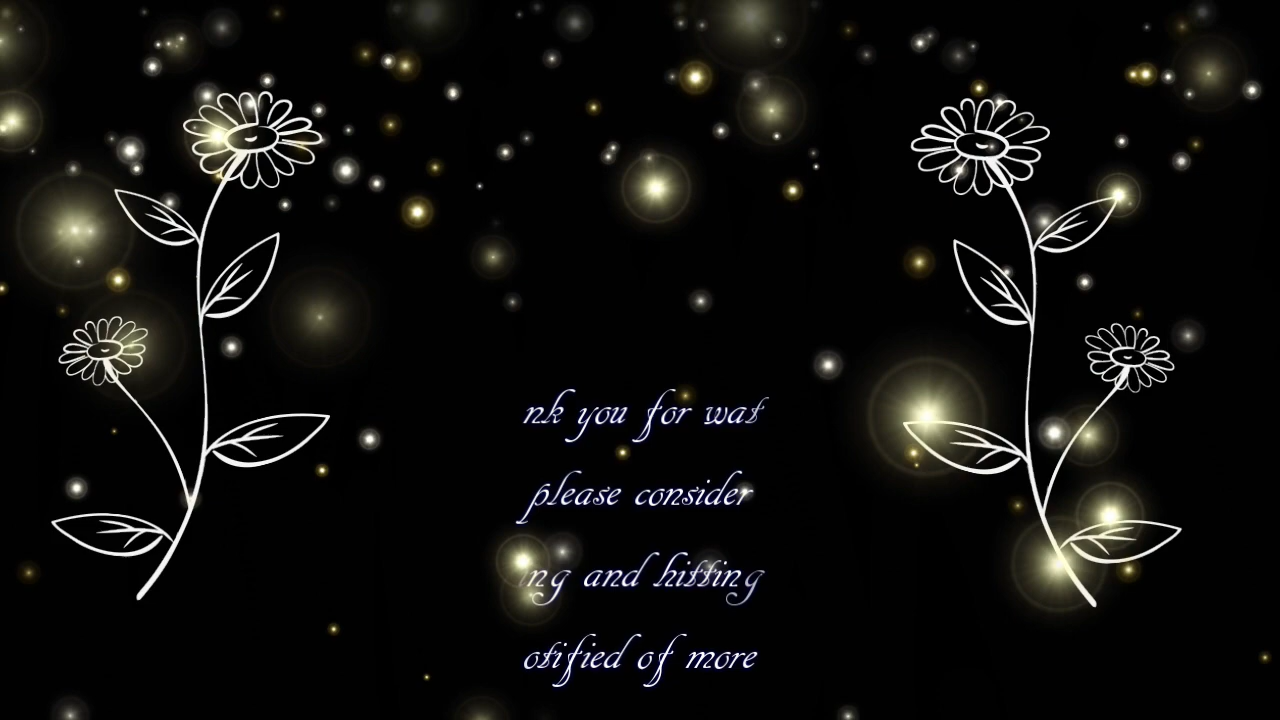 nk you for wat
please consider
ng and hitting
otified of more